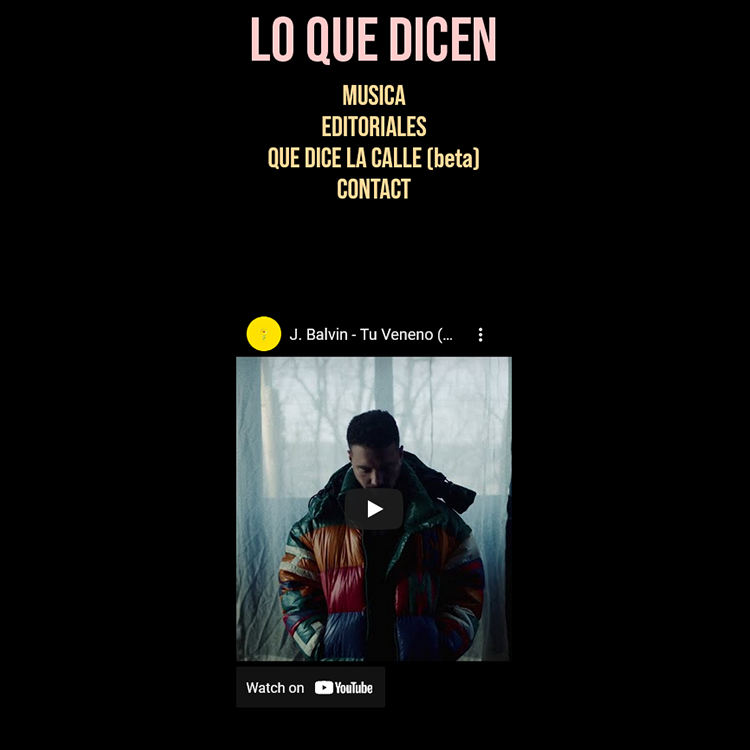 LO QUE DICEN
MUSICA
EDITORIALES
QUE DICE LA CALLE (beta)
CONTACT
J. Balvin - Tu Veneno (...
Watch on YouTube